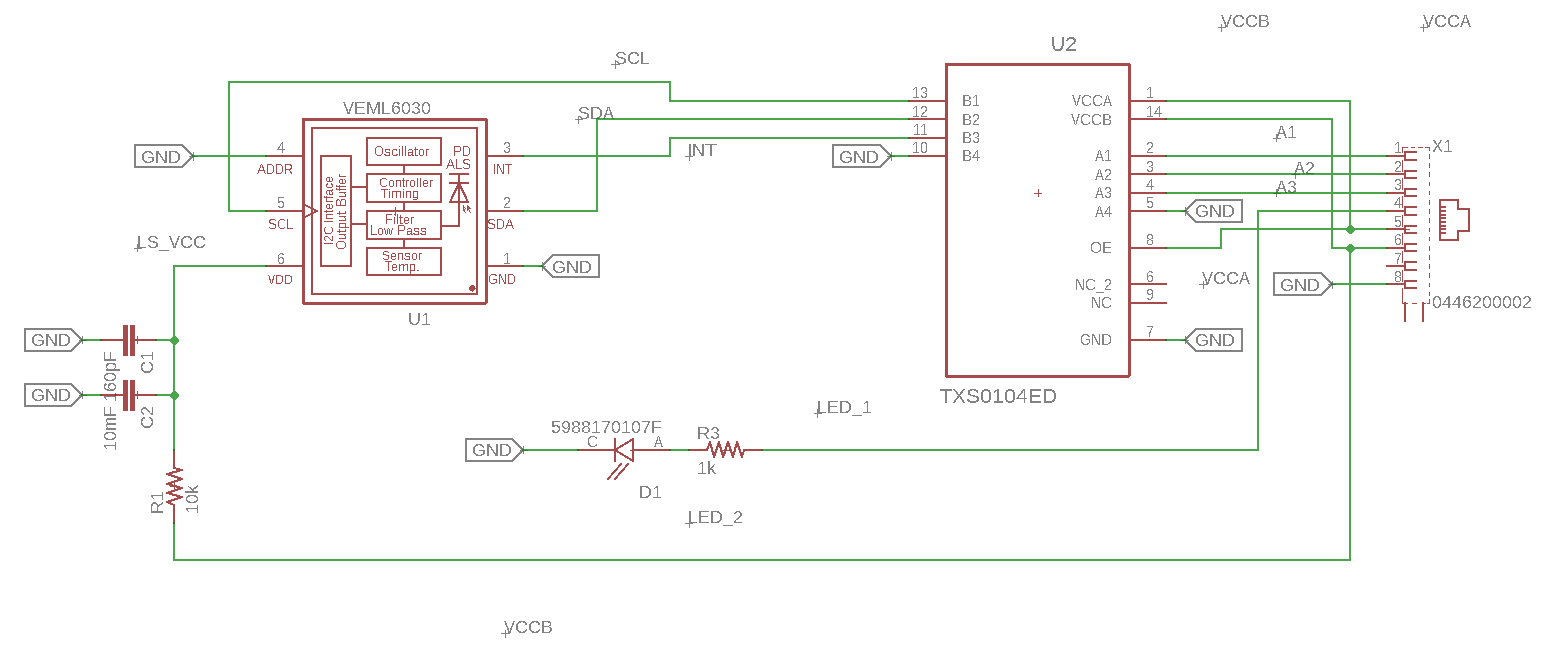 VCCB
VCCA
U2
SCL
VEML6030
SDA
INT
GND
4
ADDR
5
SCL
6
VDD
I2C Interface
Output Buffer
Oscillator
Controller
Timing
Filter
Low Pass
Sensor
Temp.
PD
ALS
3
INT
2
SDA
1
GND
GND
U1
LS_VCC
13
B1
12
B2
11
B3
GND
10
B4
VCCA
1
VCCB
14
A1
2
A2
3
A3
4
A4
5
GND
OE
8
NC_2
6
NC
9
GND
7
GND
TXS0104ED
A1
A2
A3
VCCA
GND
X1
1
2
3
4
5
6
7
8
0446200002
GND
160pF
C1
GND
10mF
C2
R1
10k
LED_1
5988170107F
GND
C
A
D1
R3
1k
LED_2
VCCB